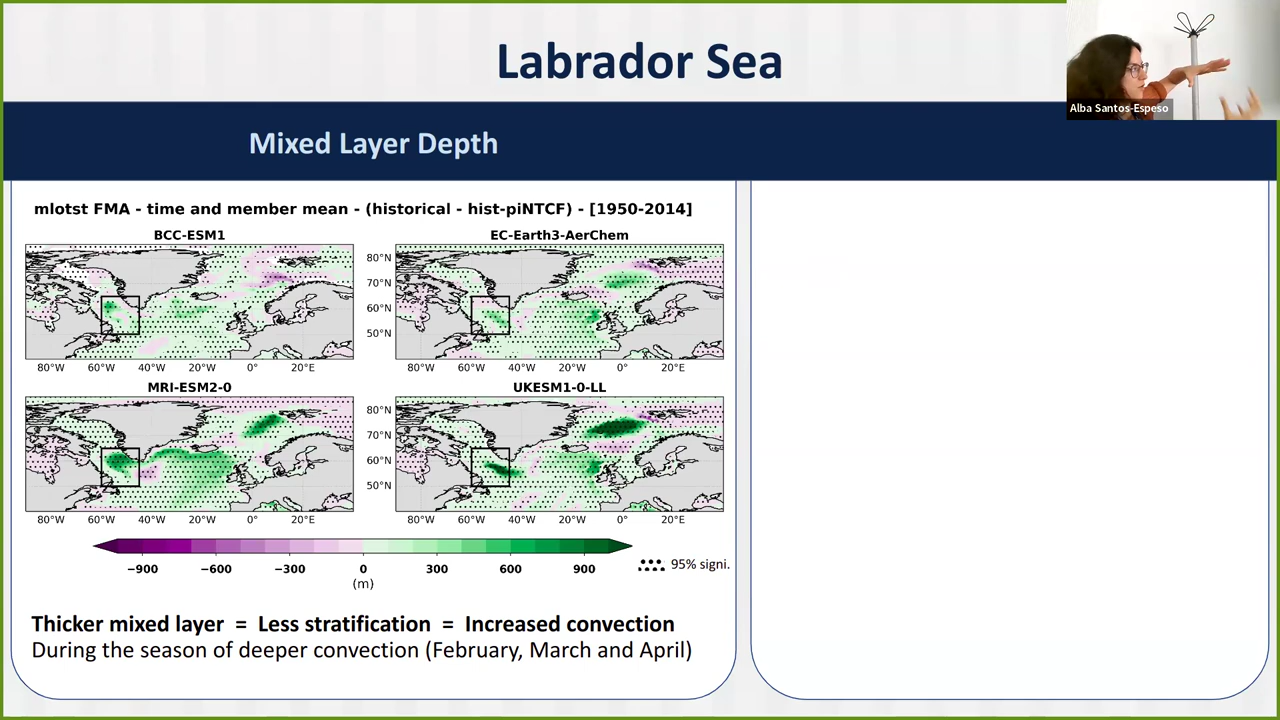 Labrador Sea
Alba Santos-Espeso
Mixed Layer Depth
mlotst FMA - time and member mean - (historical - hist-piNTCF) - [1950-2014]
BCC-ESM1
EC-Earth3-AerChem
80°N
70°N
60°N
50°N
80°W 60°W 40°W 20°W 0° 20°E
80°W 60°W 40°W 20°W 0° 20°E
MRI-ESM2-0
UKESM1-0-LL
80°N
70°N
60°N
50°N
80°W 60°W 40°W 20°W 0° 20°E
80°W 60°W 40°W 20°W 0° 20°E
−900 −600 −300 0 300 600 900
(m)
95% signi.
Thicker mixed layer = Less stratification = Increased convection
During the season of deeper convection (February, March and April)